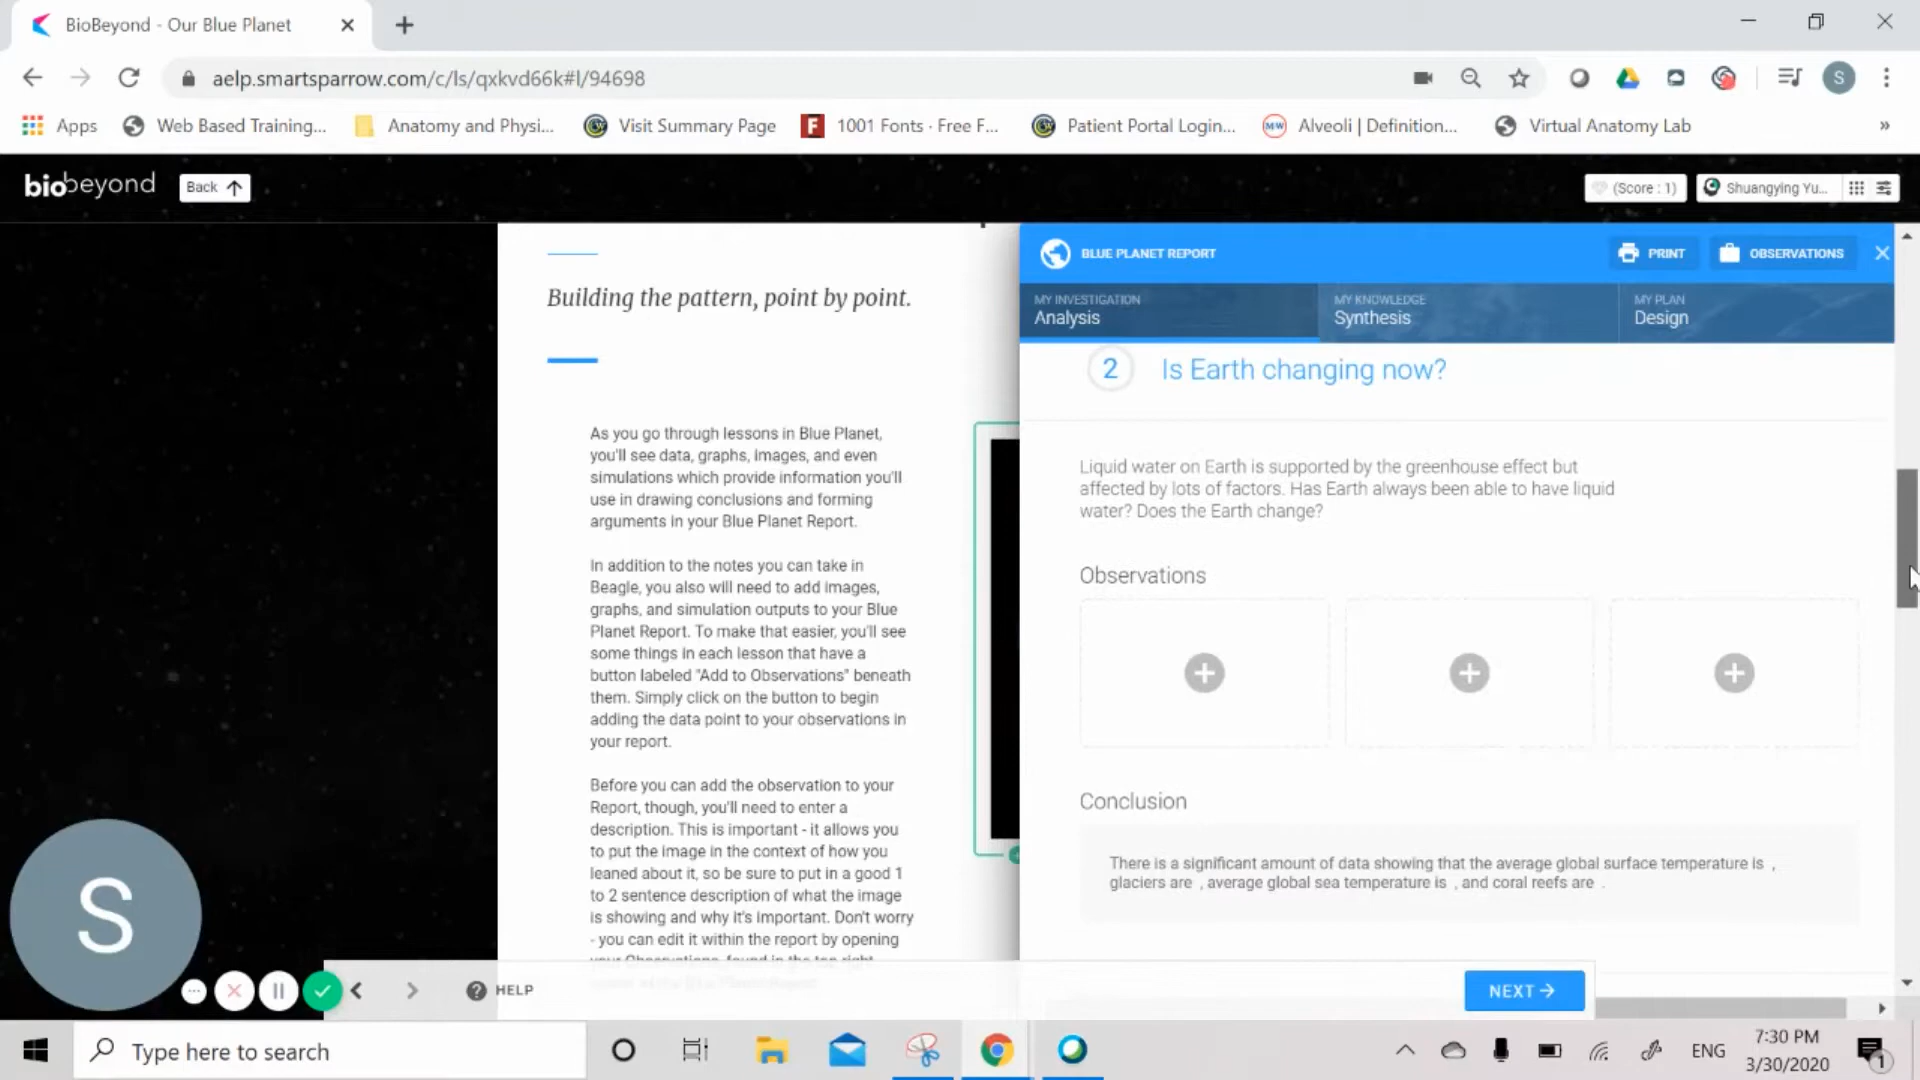 BioBeyond - Our Blue Planet
aelp.smartsparrow.com/c/ls/qxkvd66k#l/94698
S
Apps
Web Based Training...
Anatomy and Physi...
Visit Summary Page
F
1001 Fonts · Free F...
Patient Portal Login...
MW
Alveoli | Definition...
Virtual Anatomy Lab
»
biobeyond
Back
(Score : 1)
Shuangying Yu...
BLUE PLANET REPORT
PRINT
OBSERVATIONS
MY INVESTIGATION
Analysis
MY KNOWLEDGE
Synthesis
MY PLAN
Design
Building the pattern, point by point.
As you go through lessons in Blue Planet,
you'll see data, graphs, images, and even
simulations which provide information you'll
use in drawing conclusions and forming
arguments in your Blue Planet Report.
In addition to the notes you can take in
Beagle, you also will need to add images,
graphs, and simulation outputs to your Blue
Planet Report. To make that easier, you'll see
some things in each lesson that have a
button labeled "Add to Observations" beneath
them. Simply click on the button to begin
adding the data point to your observations in
your report.
Before you can add the observation to your
Report, though, you'll need to enter a
description. This is important - it allows you
to put the image in the context of how you
leaned about it, so be sure to put in a good 1
to 2 sentence description of what the image
is showing and why it's important. Don't worry
- you can edit it within the report by opening
your Observations, found in the top right
2
Is Earth changing now?
Liquid water on Earth is supported by the greenhouse effect but
affected by lots of factors. Has Earth always been able to have liquid
water? Does the Earth change?
Observations
Conclusion
There is a significant amount of data showing that the average global surface temperature is ,
glaciers are , average global sea temperature is , and coral reefs are .
S
HELP
NEXT
Type here to search
ENG
7:30 PM
3/30/2020
1